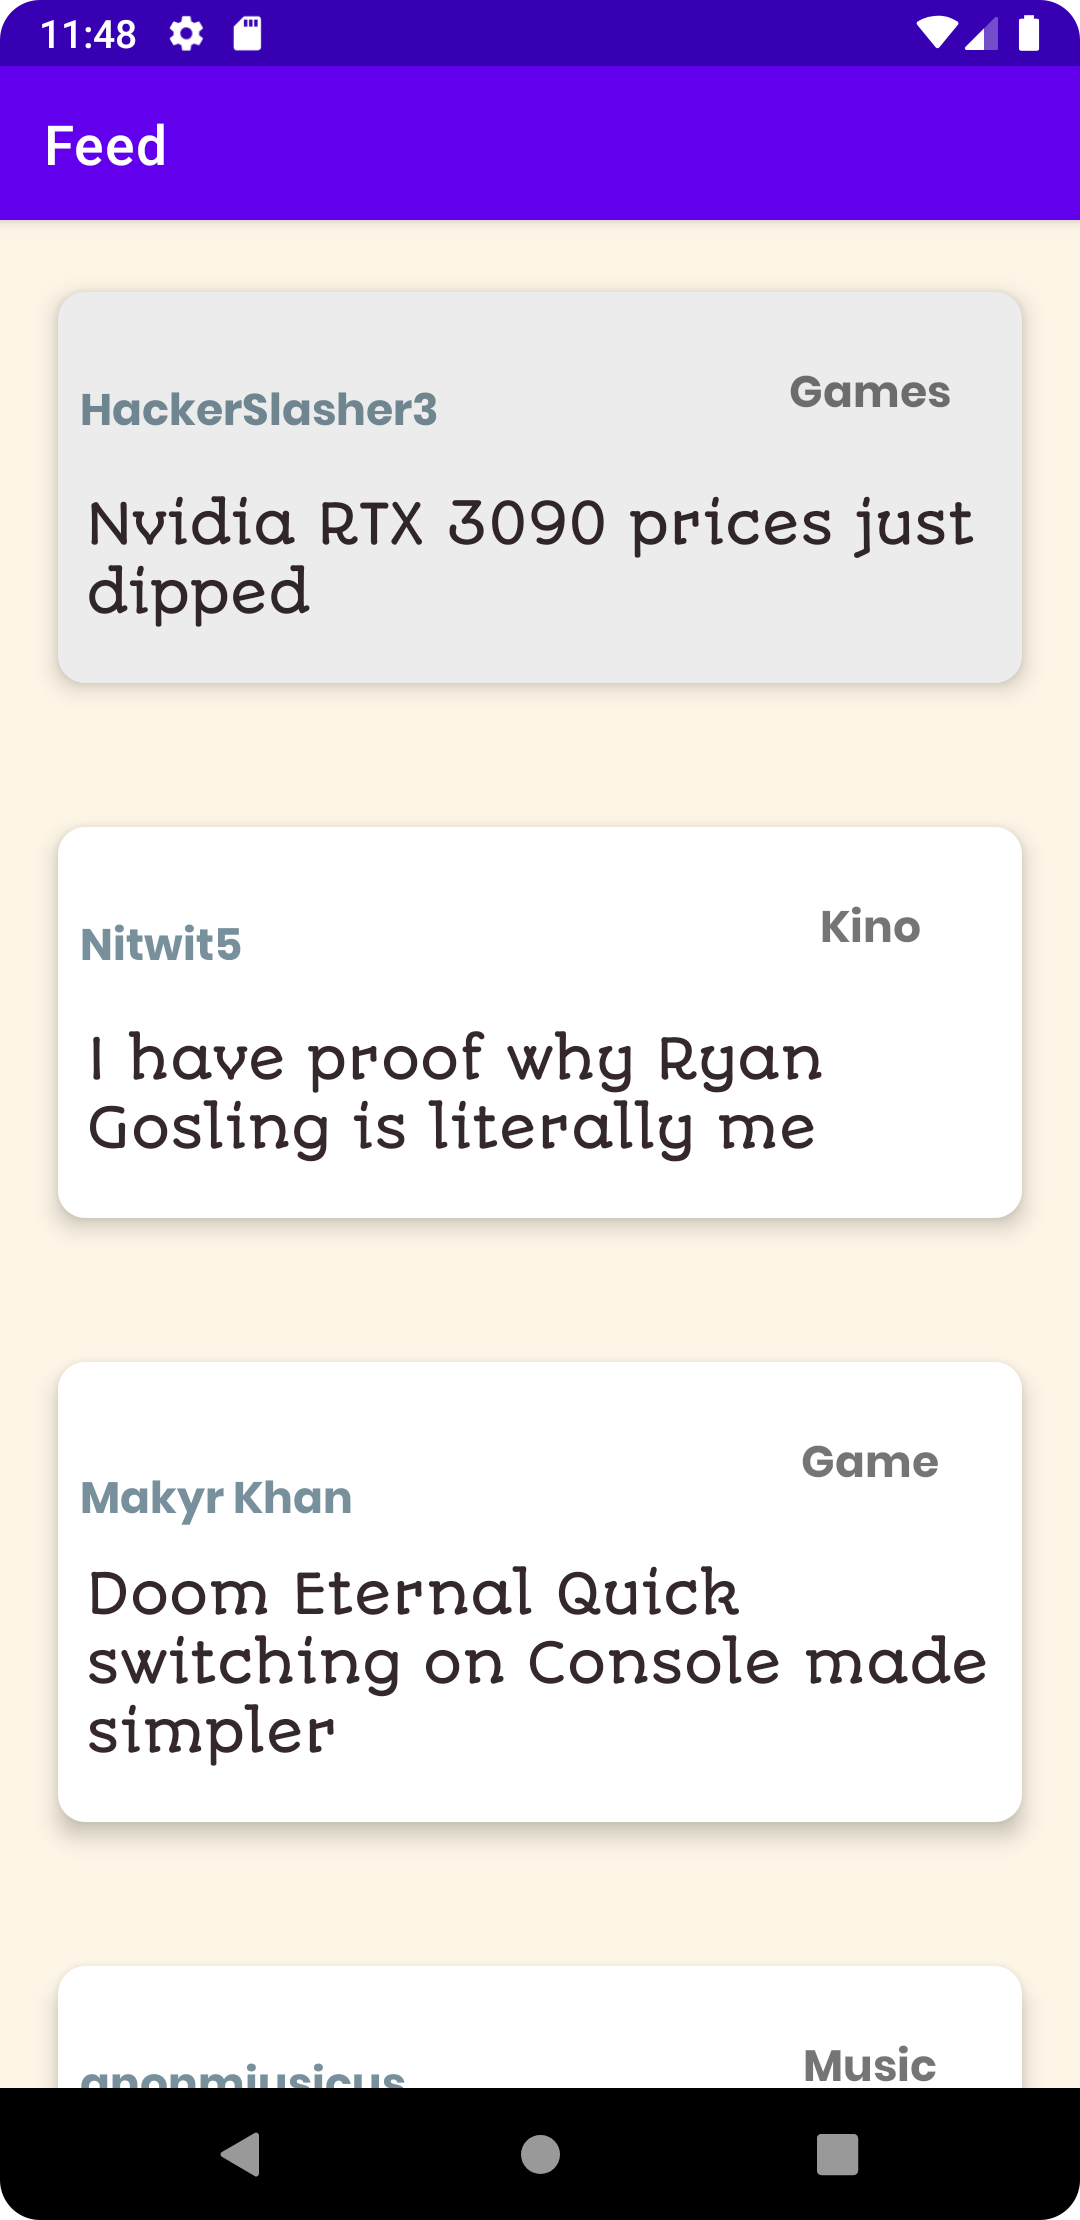 11:48
Feed
HackerSlasher3
Games
Nvidia RTX 3090 prices just
dipped
Nitwit5
Kino
I have proof why Ryan
Gosling is literally me
Makyr Khan
Game
Doom Eternal Quick
switching on Console made
simpler
anonmiusicus
Music